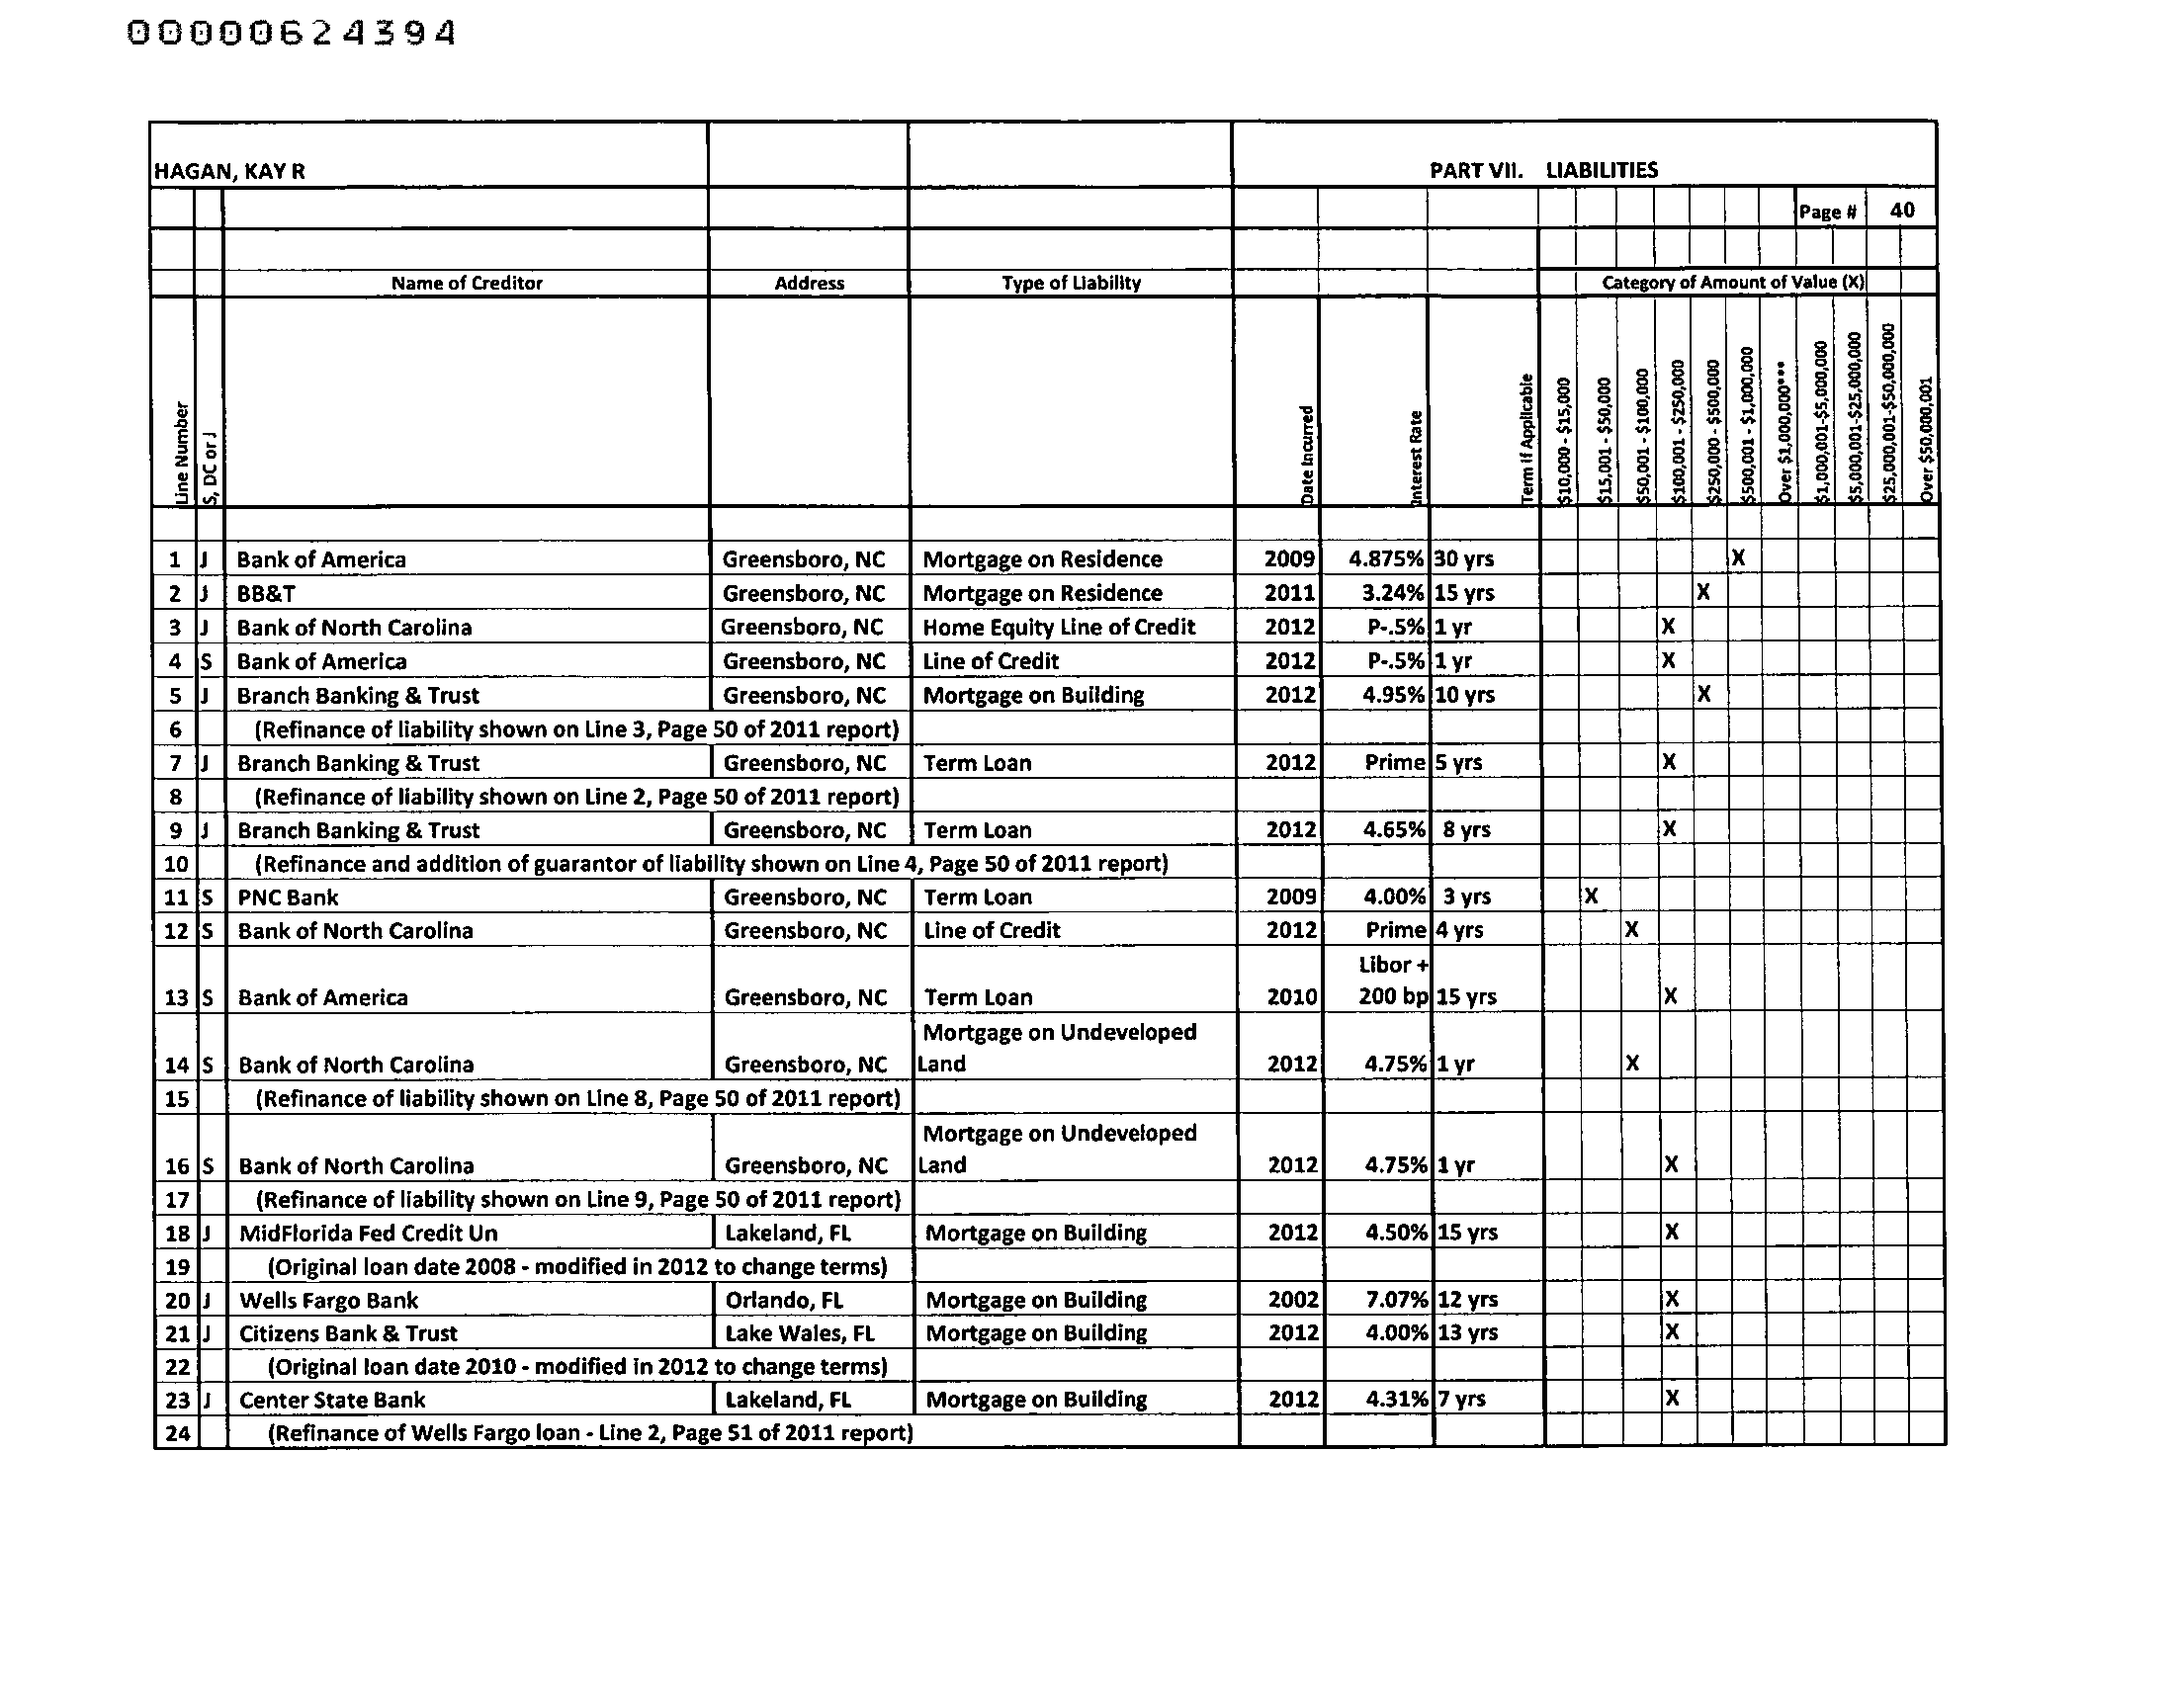 00000624394
HAGAN, KAY R PART VII. LIABILITIES
Page # 40
Name of Creditor Address Type of Liability Category of Amount of Value (X)
Line Number S, DC or J Date Incurred Interest Rate Term if Applicable $10,000 - $15,000 $15,001 - $50,000 $50,001 - $100,000 $100,001 - $250,000 $250,000 - $500,000 $500,001 - $1,000,000 Over $1,000,000*** $1,000,001-$5,000,000 $5,000,001-$25,000,000 $25,000,001-$50,000,000 Over $50,000,001
1 J Bank of America Greensboro, NC Mortgage on Residence 2009 4.875% 30 yrs X
2 J BB&T Greensboro, NC Mortgage on Residence 2011 3.24% 15 yrs X
3 J Bank of North Carolina Greensboro, NC Home Equity Line of Credit 2012 P-.5% 1 yr X
4 S Bank of America Greensboro, NC Line of Credit 2012 P-.5% 1 yr X
5 J Branch Banking & Trust Greensboro, NC Mortgage on Building 2012 4.95% 10 yrs X
6 (Refinance of liability shown on Line 3, Page 50 of 2011 report)
7 J Branch Banking & Trust Greensboro, NC Term Loan 2012 Prime 5 yrs X
8 (Refinance of liability shown on Line 2, Page 50 of 2011 report)
9 J Branch Banking & Trust Greensboro, NC Term Loan 2012 4.65% 8 yrs X
10 (Refinance and addition of guarantor of liability shown on Line 4, Page 50 of 2011 report)
11 S PNC Bank Greensboro, NC Term Loan 2009 4.00% 3 yrs X
12 S Bank of North Carolina Greensboro, NC Line of Credit 2012 Prime 4 yrs X
Libor +
13 S Bank of America Greensboro, NC Term Loan 2010 200 bp 15 yrs X
Mortgage on Undeveloped
14 S Bank of North Carolina Greensboro, NC Land 2012 4.75% 1 yr X
15 (Refinance of liability shown on Line 8, Page 50 of 2011 report)
Mortgage on Undeveloped
16 S Bank of North Carolina Greensboro, NC Land 2012 4.75% 1 yr X
17 (Refinance of liability shown on Line 9, Page 50 of 2011 report)
18 J MidFlorida Fed Credit Un Lakeland, FL Mortgage on Building 2012 4.50% 15 yrs X
19 (Original loan date 2008 - modified in 2012 to change terms)
20 J Wells Fargo Bank Orlando, FL Mortgage on Building 2002 7.07% 12 yrs X
21 J Citizens Bank & Trust Lake Wales, FL Mortgage on Building 2012 4.00% 13 yrs X
22 (Original loan date 2010 - modified in 2012 to change terms)
23 J Center State Bank Lakeland, FL Mortgage on Building 2012 4.31% 7 yrs X
24 (Refinance of Wells Fargo loan - Line 2, Page 51 of 2011 report)